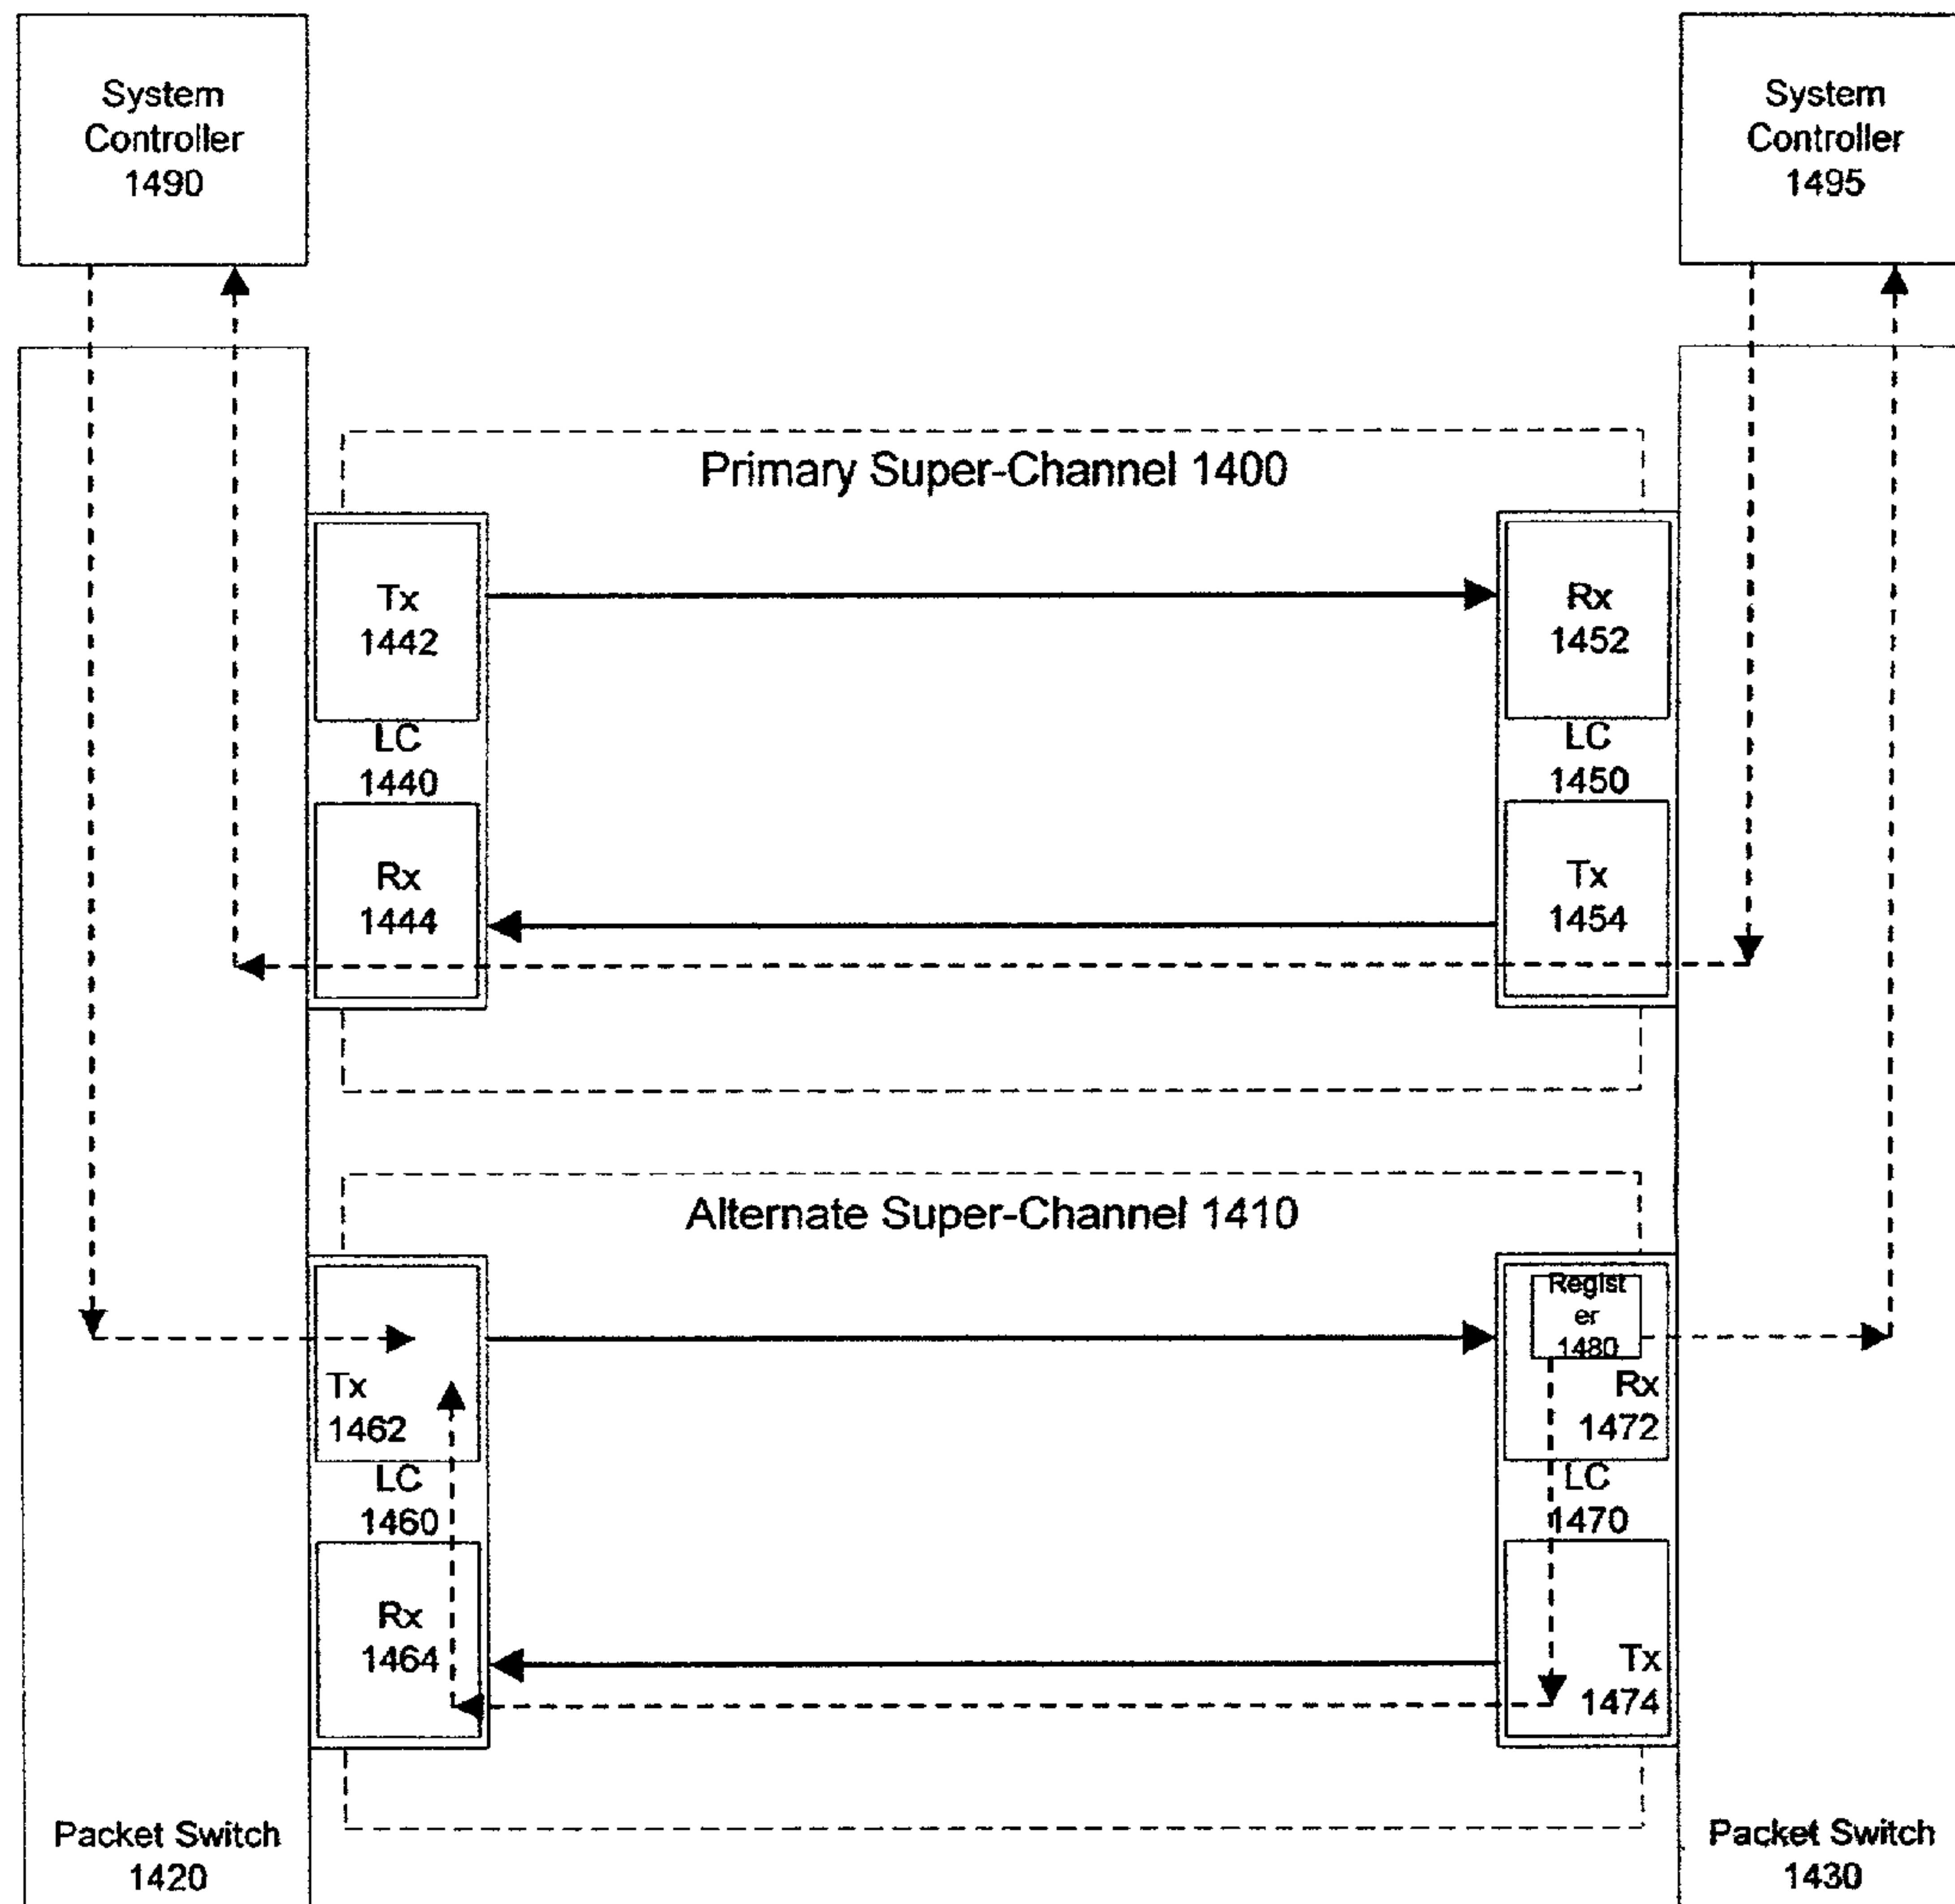 System
Controller
1490
System
Controller
1495
Primary Super-Channel 1400
Tx
1442
LC
1440
Rx
1444
Rx
1452
LC
1450
Tx
1454
Alternate Super-Channel 1410
Tx
1462
LC
1460
Rx
1464
Regist
er
1480
Rx
1472
LC
1470
Tx
1474
Packet Switch
1420
Packet Switch
1430